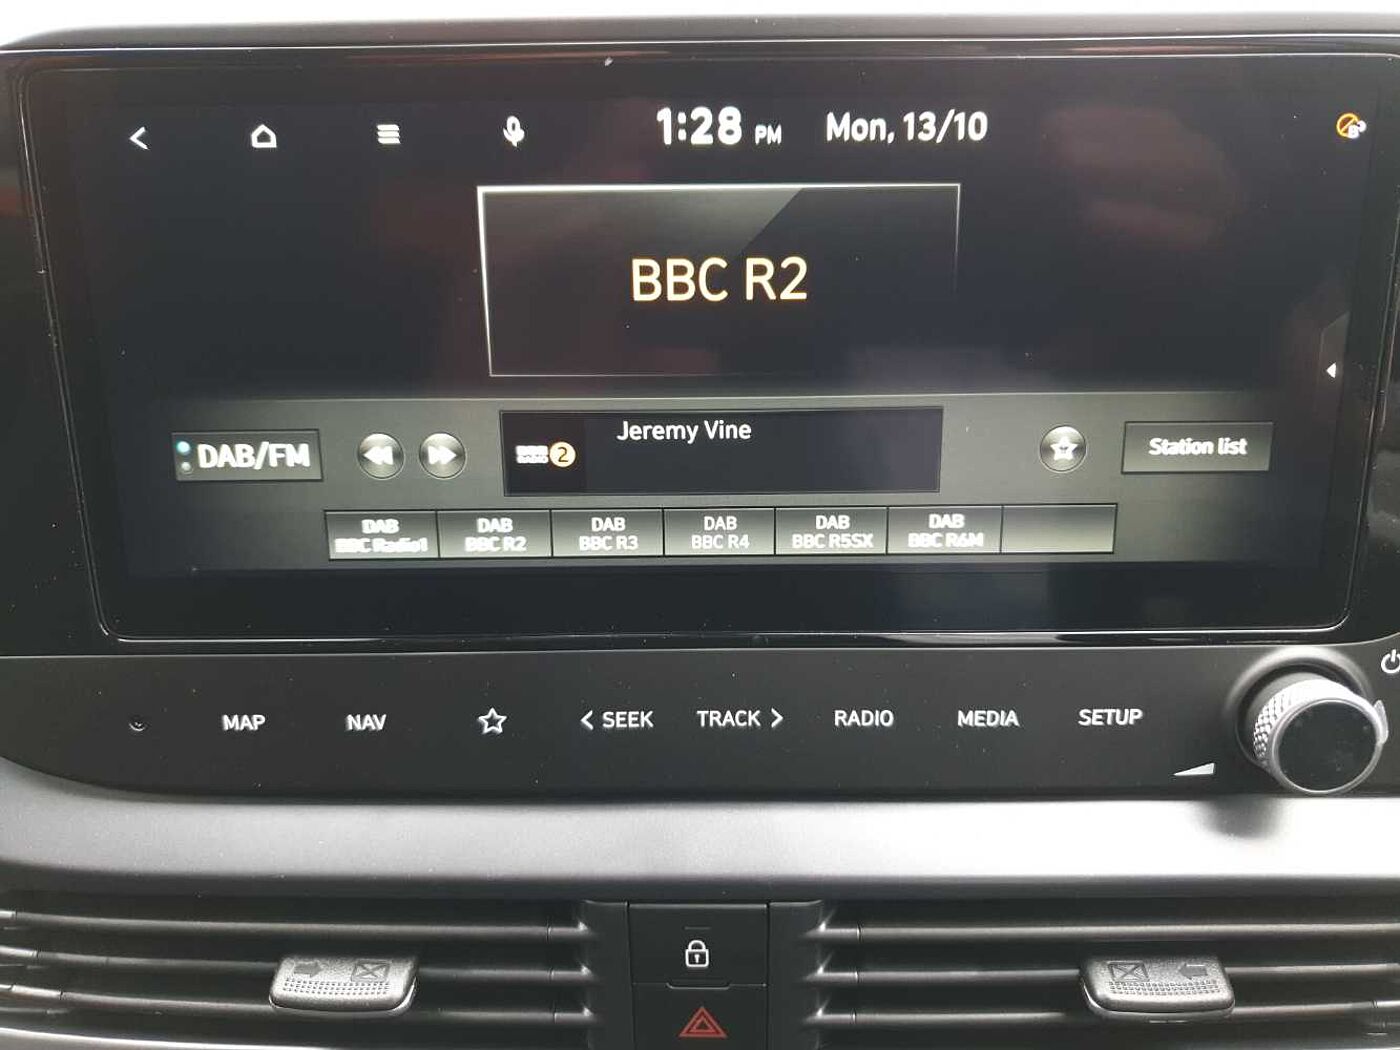 1:28 PM Mon, 13/10
BBC R2
DAB/FM
Jeremy Vine
2
Station list
DAB
BBC Radio1
DAB
BBC R2
DAB
BBC R3
DAB
BBC R4
DAB
BBC R5SX
DAB
BBC R6M
MAP
NAV
< SEEK
TRACK >
RADIO
MEDIA
SETUP